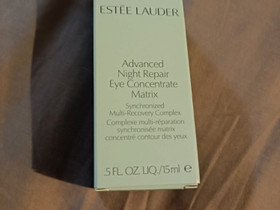 ESTĒE LAUDER
Advanced
Night Repair
Eye Concentrate
Matrix
Synchronized
Multi-Recovery Complex
Complexe multi-réparation
synchronisée matrix
concentré contour des yeux
.5 FL. OZ. LIQ./15ml ℮